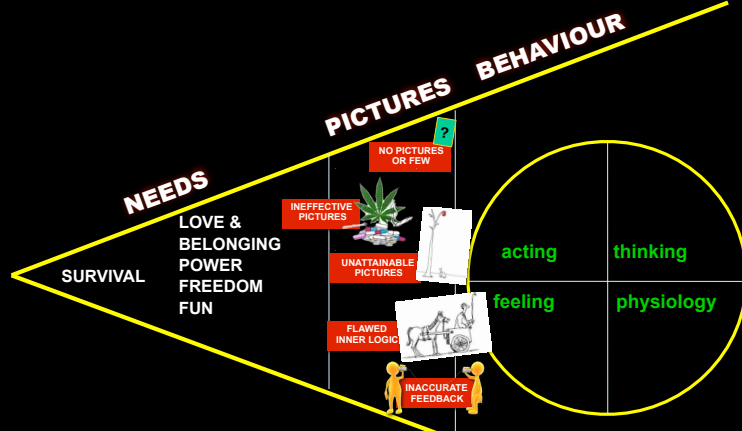 NEEDS
PICTURES
BEHAVIOUR
SURVIVAL
LOVE &
BELONGING
POWER
FREEDOM
FUN
?
NO PICTURES
OR FEW
INEFFECTIVE
PICTURES
UNATTAINABLE
PICTURES
FLAWED
INNER LOGIC
INACCURATE
FEEDBACK
acting
thinking
feeling
physiology